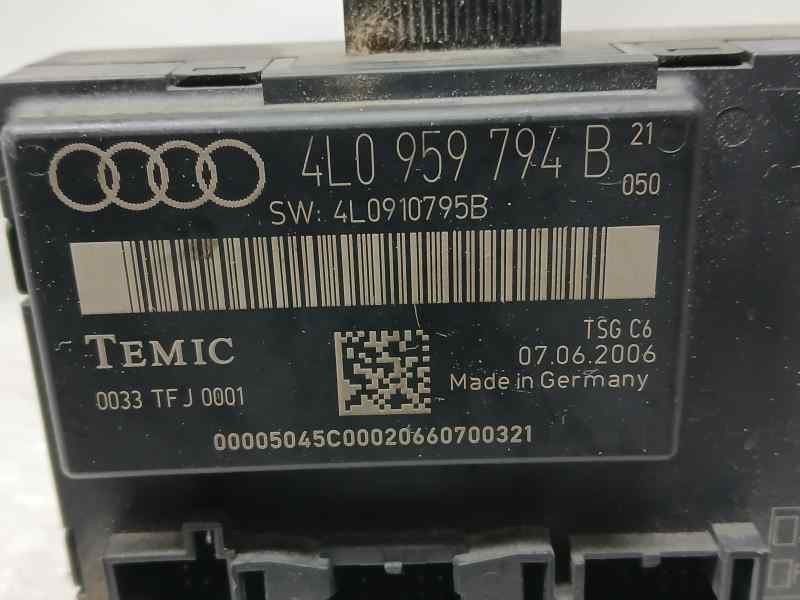 4L0 959 794 B 21
050
SW: 4L0910795B
TEMIC
TSG C6
07.06.2006
0033 TFJ 0001
Made in Germany
00005045C00020660700321